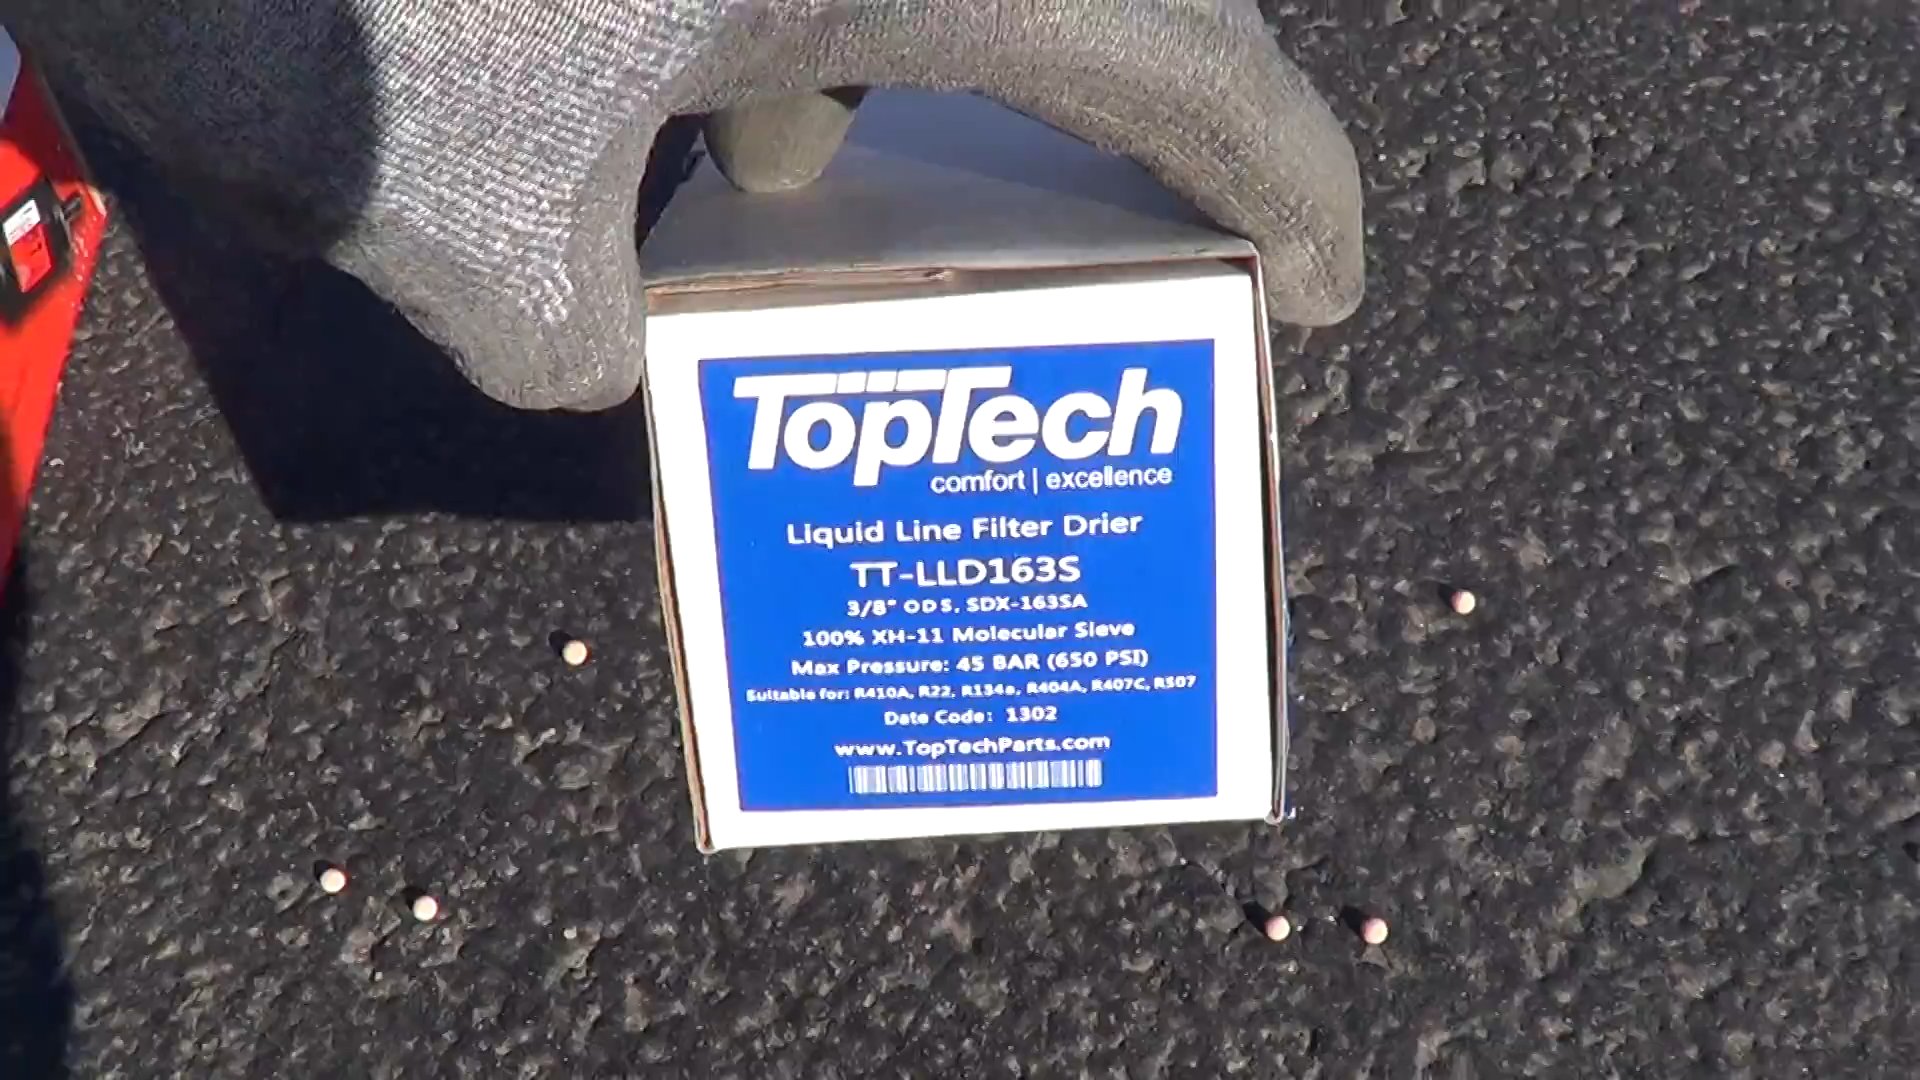 TopTech
comfort | excellence
Liquid Line Filter Drier
TT-LLD163S
3/8" ODS, SDX-163SA
100% XH-11 Molecular Sieve
Max Pressure: 45 BAR (650 PSI)
Suitable for: R410A, R22, R134a, R404A, R407C, R507
Date Code: 1302
www.TopTechParts.com